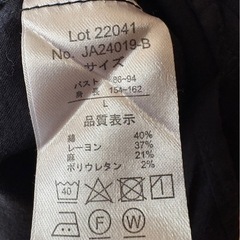 Lot 22041
No. JA24019-B
サイズ
バスト 86-94
身長 154-162
L
品質表示
綿 40%
レーヨン 37%
麻 21%
ポリウレタン 2%
40
F W